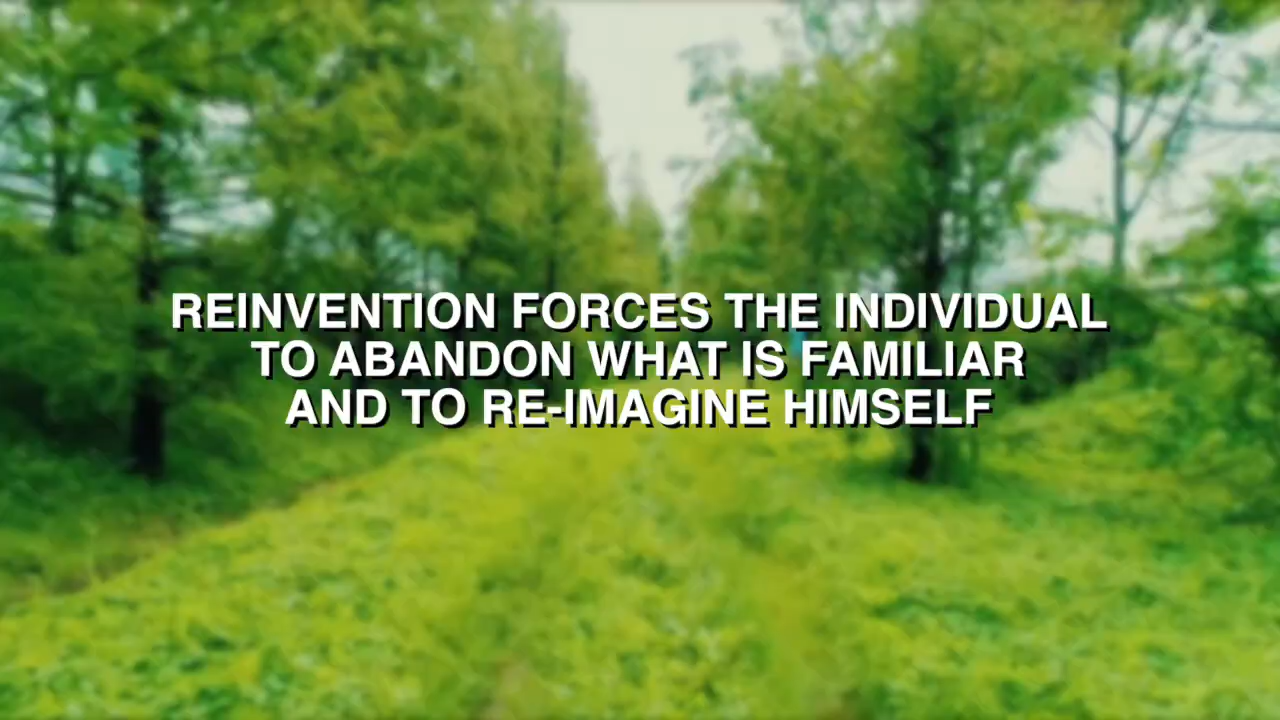 REINVENTION FORCES THE INDIVIDUAL
TO ABANDON WHAT IS FAMILIAR
AND TO RE-IMAGINE HIMSELF